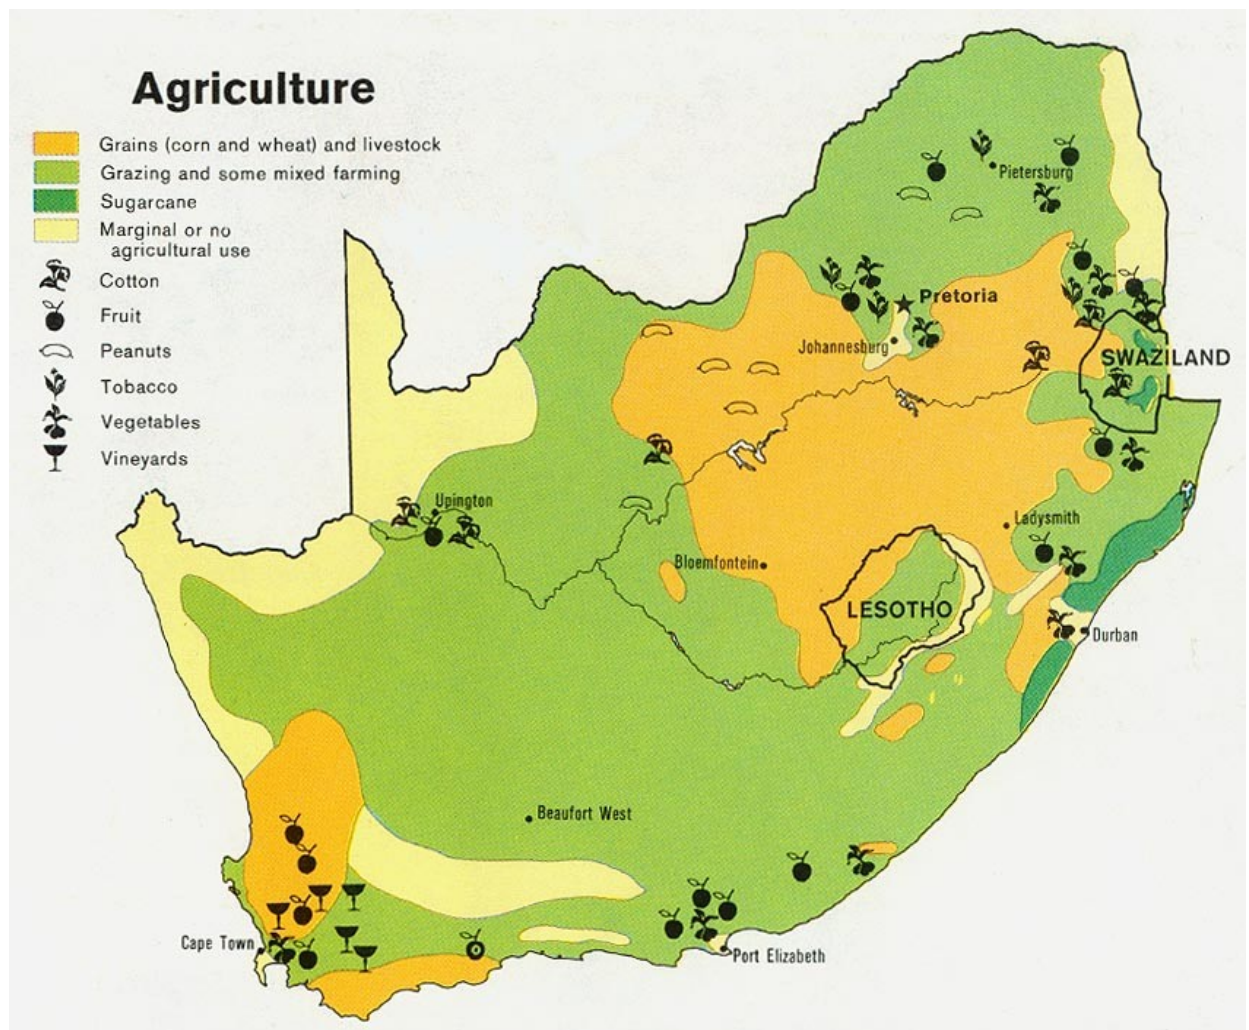 Agriculture
Grains (corn and wheat) and livestock
Grazing and some mixed farming
Sugarcane
Marginal or no
agricultural use
Cotton
Fruit
Peanuts
Tobacco
Vegetables
Vineyards
Pietersburg
Pretoria
Johannesburg
SWAZILAND
Upington
Ladysmith
Bloemfontein
LESOTHO
Durban
Beaufort West
Cape Town
Port Elizabeth